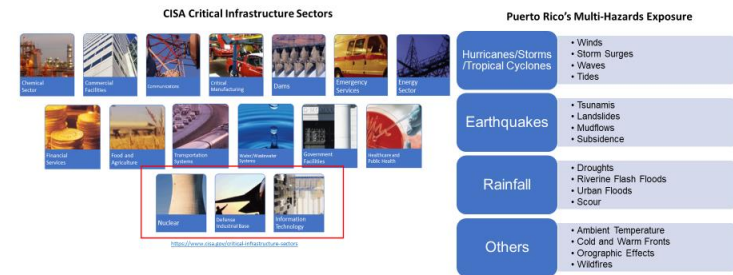 CISA Critical Infrastructure Sectors
Chemical
Sector
Commercial
Facilities
Communications
Critical
Manufacturing
Dams
Emergency
Services
Energy
Sector
Financial
Services
Food and
Agriculture
Transportation
Systems
Water/Wastewater
Systems
Government
Facilities
Healthcare and
Public Health
Nuclear
Defense
Industrial Base
Information
Technology
https://www.cisa.gov/critical-infrastructure-sectors
Puerto Rico's Multi-Hazards Exposure
Hurricanes/Storms
/Tropical Cyclones
• Winds
• Storm Surges
• Waves
• Tides
Earthquakes
• Tsunamis
• Landslides
• Mudflows
• Subsidence
Rainfall
• Droughts
• Riverine Flash Floods
• Urban Floods
• Scour
Others
• Ambient Temperature
• Cold and Warm Fronts
• Orographic Effects
• Wildfires